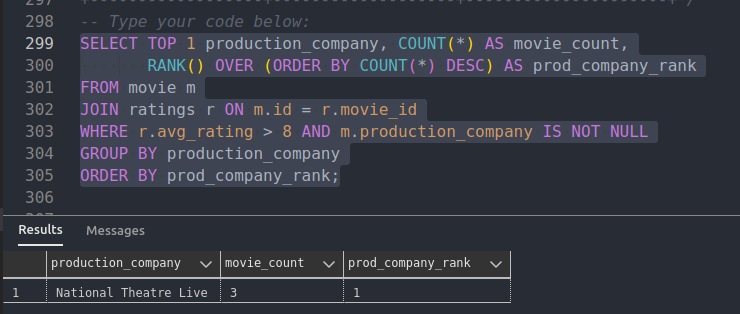 298 -- Type your code below:
299 SELECT TOP 1 production_company, COUNT(*) AS movie_count,
300 RANK() OVER (ORDER BY COUNT(*) DESC) AS prod_company_rank
301 FROM movie m
302 JOIN ratings r ON m.id = r.movie_id
303 WHERE r.avg_rating > 8 AND m.production_company IS NOT NULL
304 GROUP BY production_company
305 ORDER BY prod_company_rank;
306
Results Messages
production_company movie_count prod_company_rank
1 National Theatre Live 3 1